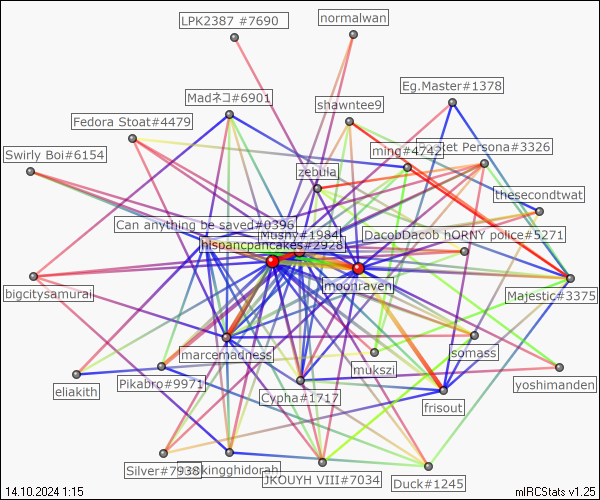 LPK2387 #7690
normalwan
Eg.Master#1378
Madネコ#6901
shawntee9
Fedora Stoat#4479
ming#4742
et Persona#3326
Swirly Boi#6154
zebula
thesecondtwat
Can anything be saved#0396
Mushy#1984
DacobDacob hORNY police#5271
hispancpancakes#2928
moonraven
bigcitysamurai
Majestic#3375
marcemadness
somass
mukszi
eliakith
Pikabro#9971
yoshimanden
Cypha#1717
frisout
Silver#7938
kingghidorah
JKOUYH VIII#7034
Duck#1245
14.10.2024 1:15
mIRCStats v1.25